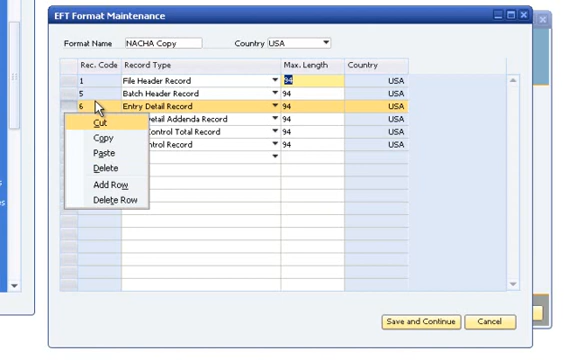 EFT Format Maintenance
Format Name NACHA Copy Country USA
Rec. Code Record Type Max. Length Country
1 File Header Record 94 USA
5 Batch Header Record 94 USA
6 Entry Detail Record 94 USA
Detail Addenda Record 94 USA
Control Total Record 94 USA
ntrol Record 94 USA
Cut
Copy
Paste
Delete
Add Row
Delete Row
Save and Continue Cancel